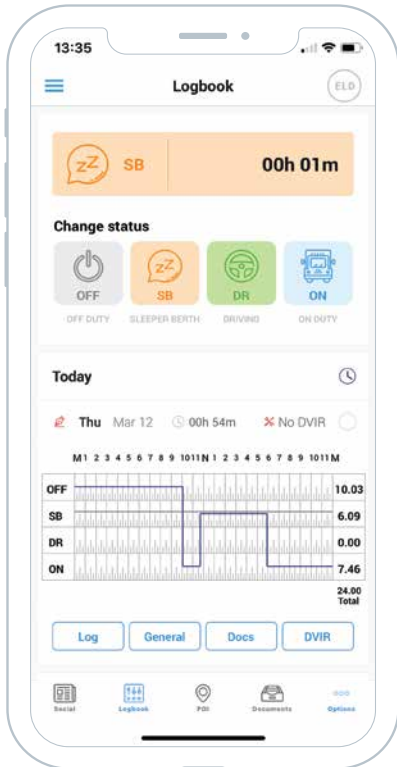 13:35
Logbook
ELD
zZ SB 00h 01m
Change status
OFF zZ SB DR ON
OFF DUTY SLEEPER BERTH DRIVING ON DUTY
Today
Thu Mar 12 00h 54m No DVIR
M 1 2 3 4 5 6 7 8 9 10 11 N 1 2 3 4 5 6 7 8 9 10 11 M
OFF 10.03
SB 6.09
DR 0.00
ON 7.46
24.00
Total
Log General Docs DVIR
Social Logbook POI Documents Options